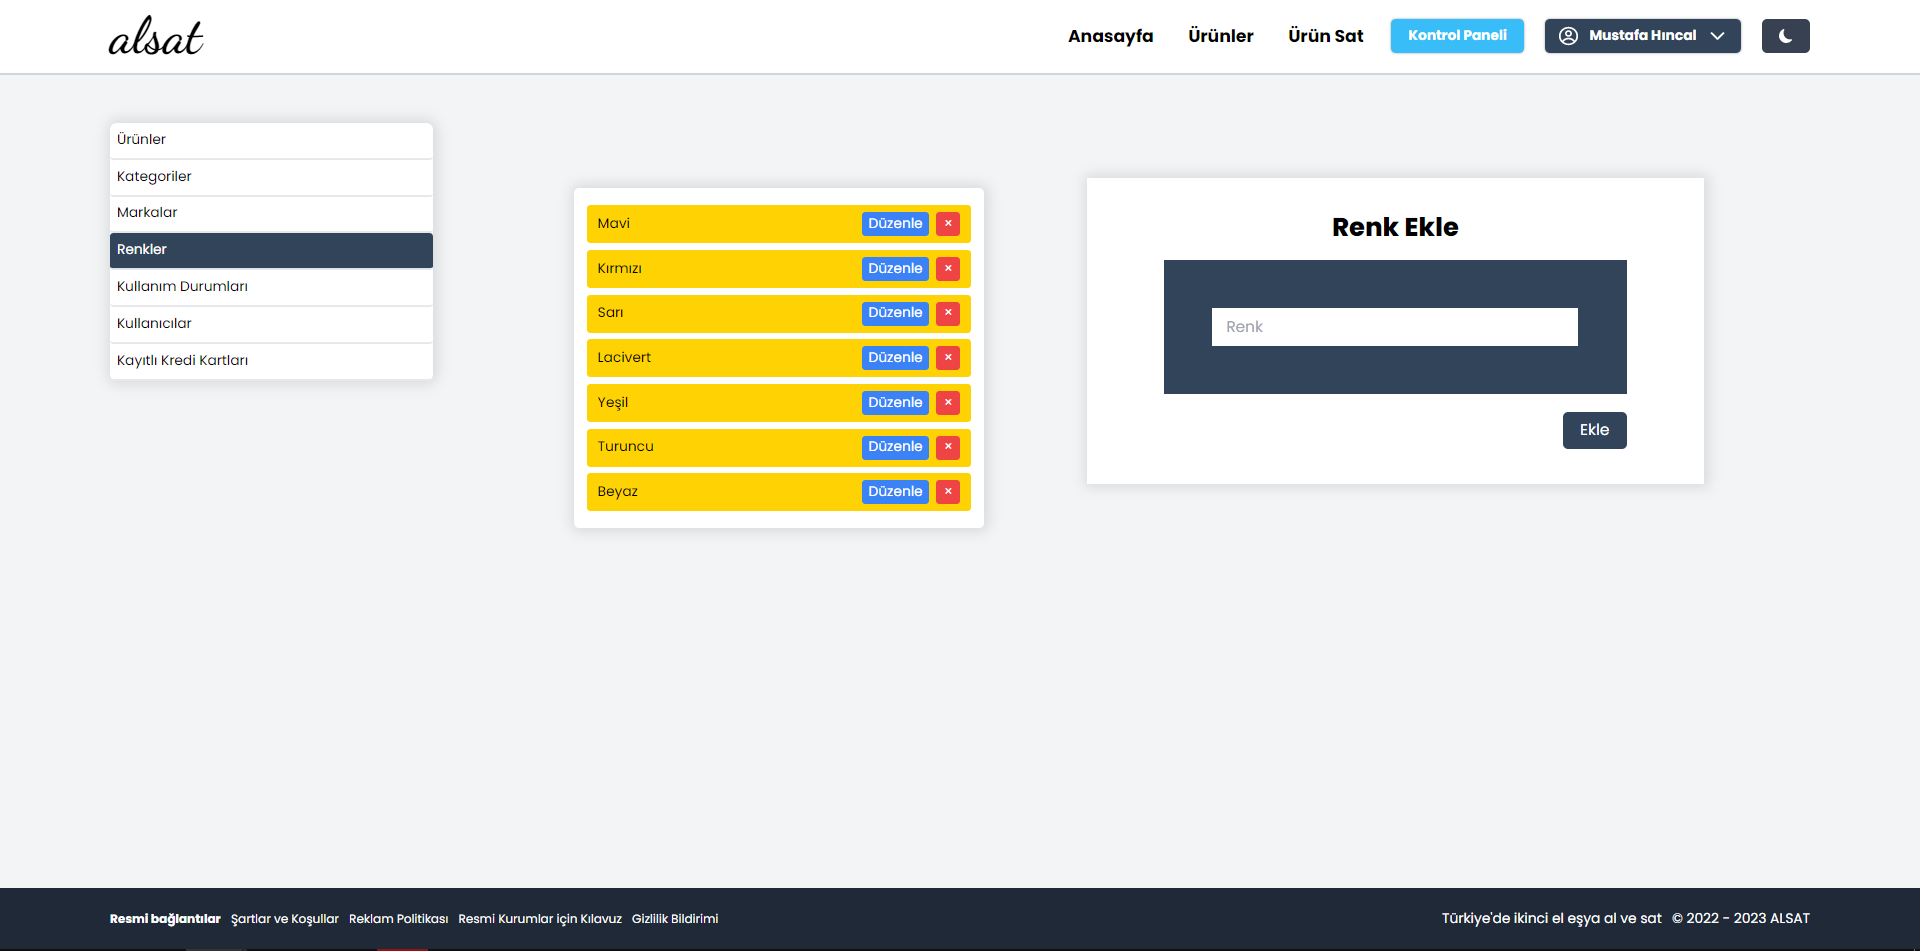 alsat
Anasayfa Ürünler Ürün Sat Kontrol Paneli Mustafa Hıncal
Ürünler
Kategoriler
Markalar
Renkler
Kullanım Durumları
Kullanıcılar
Kayıtlı Kredi Kartları
Mavi Düzenle ×
Kırmızı Düzenle ×
Sarı Düzenle ×
Lacivert Düzenle ×
Yeşil Düzenle ×
Turuncu Düzenle ×
Beyaz Düzenle ×
Renk Ekle
Renk
Ekle
Resmi bağlantılar Şartlar ve Koşullar Reklam Politikası Resmi Kurumlar için Kılavuz Gizlilik Bildirimi
Türkiye'de ikinci el eşya al ve sat © 2022 - 2023 ALSAT